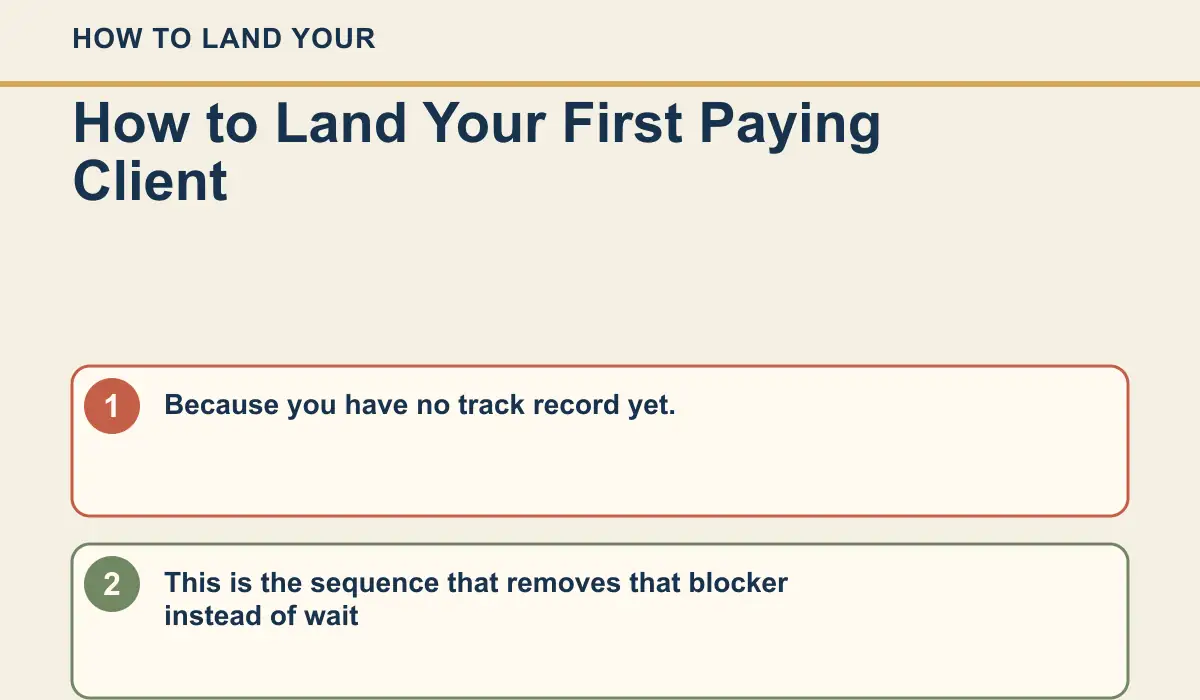 HOW TO LAND YOUR
How to Land Your First Paying
Client
1
Because you have no track record yet.
2
This is the sequence that removes that blocker
instead of wait